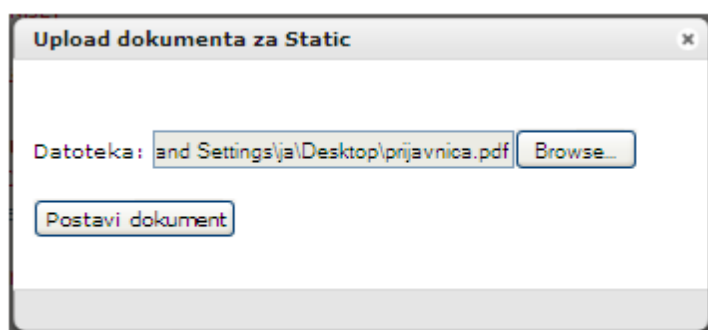 Upload dokumenta za Static
Datoteka: and Settings\ja\Desktop\prijavnica.pdf Browse...
Postavi dokument